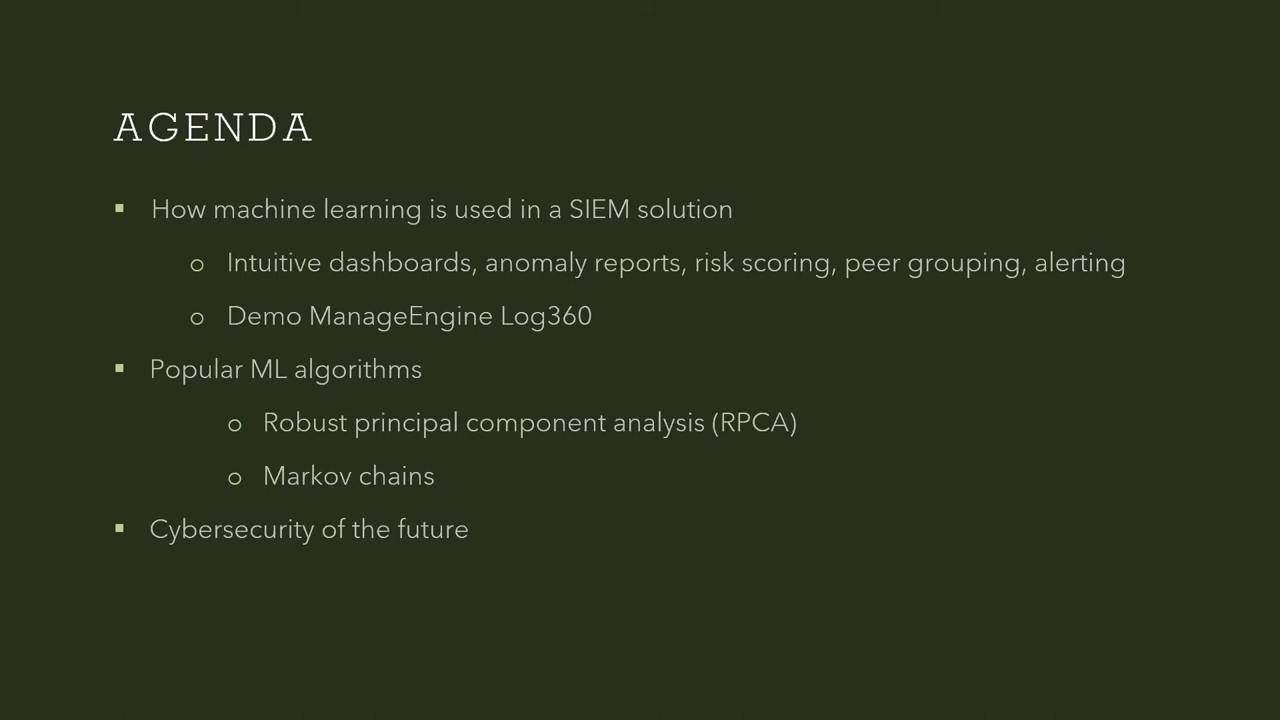 AGENDA
▪ How machine learning is used in a SIEM solution
o Intuitive dashboards, anomaly reports, risk scoring, peer grouping, alerting
o Demo ManageEngine Log360
▪ Popular ML algorithms
o Robust principal component analysis (RPCA)
o Markov chains
▪ Cybersecurity of the future